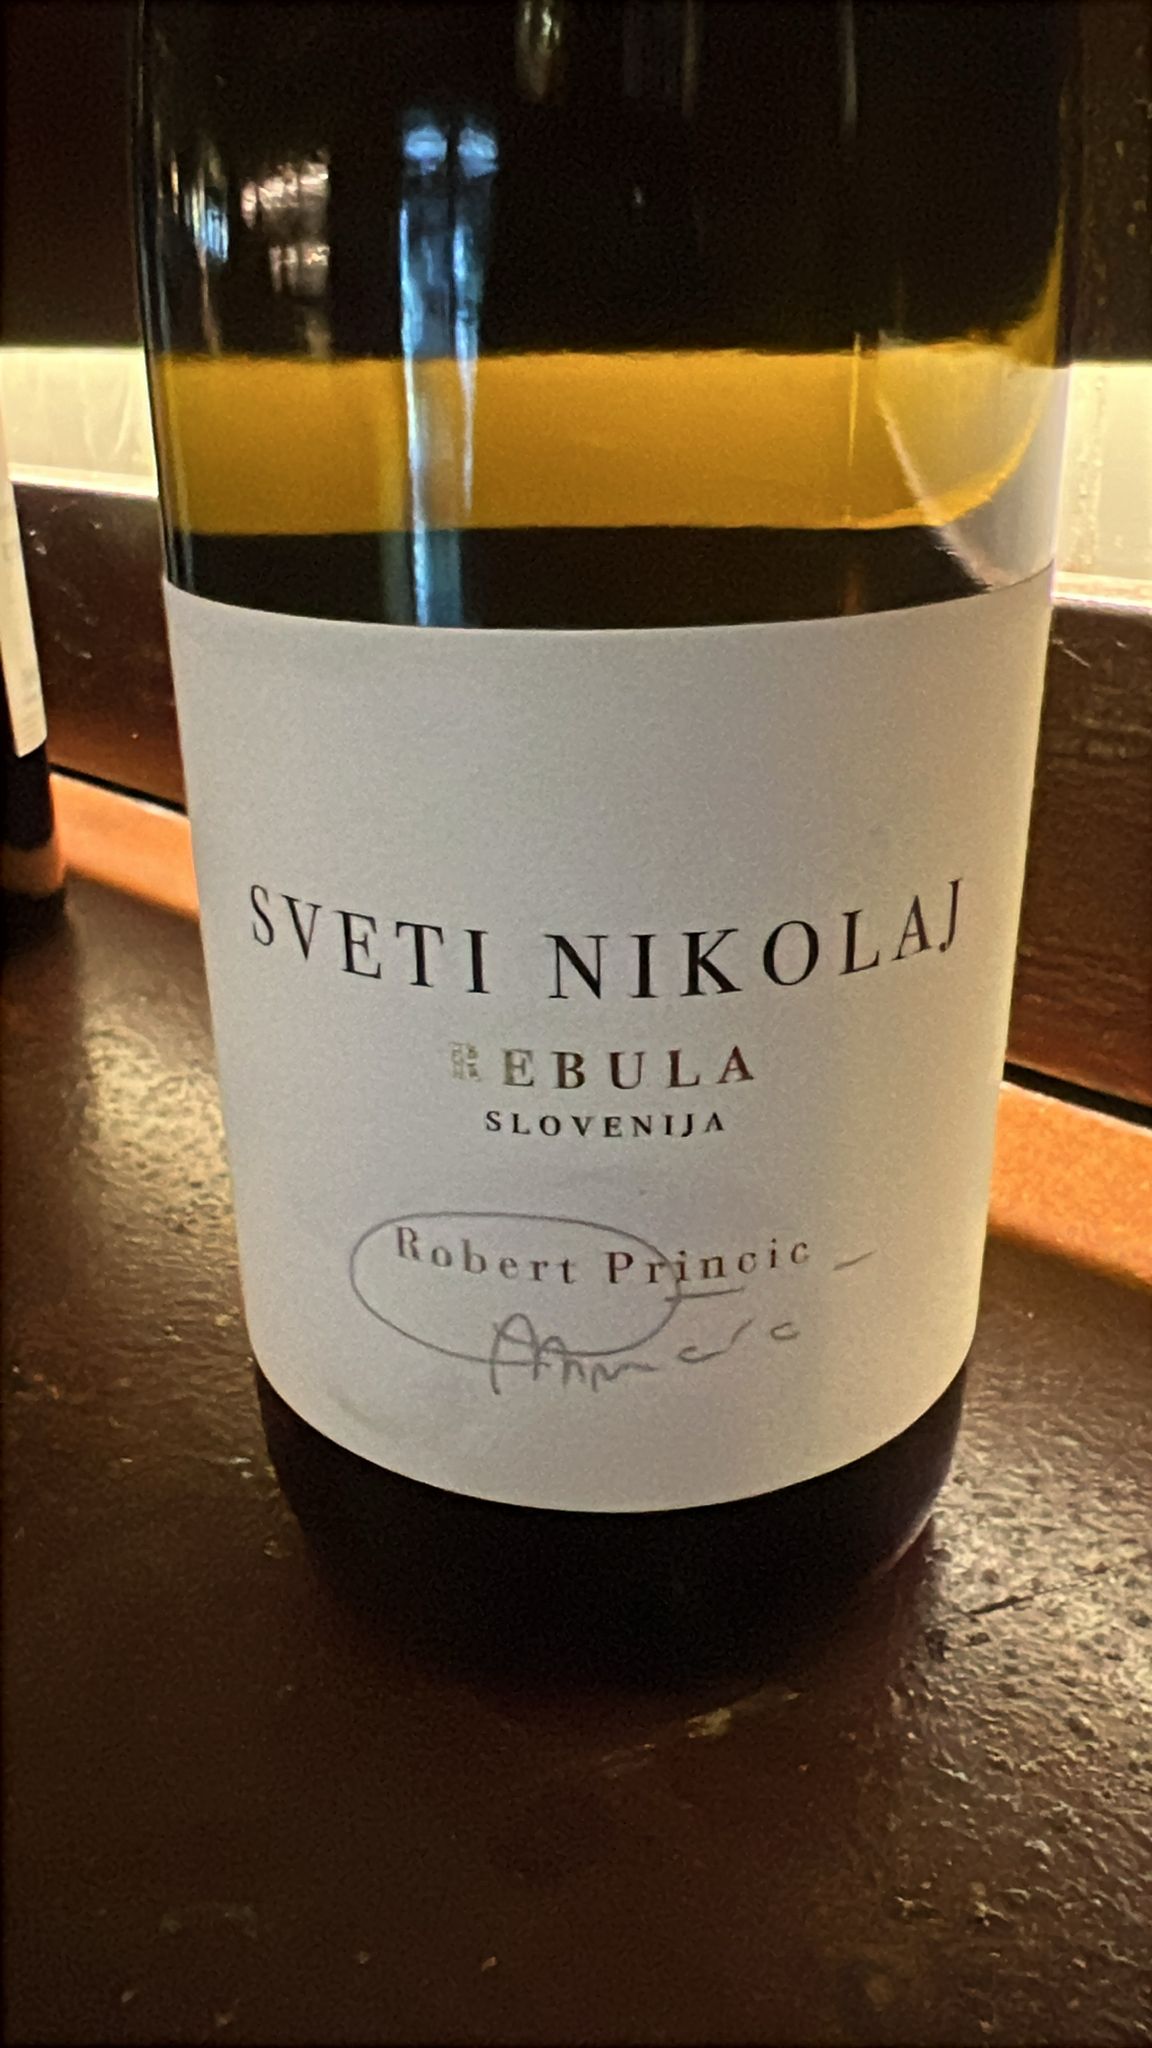 SVETI NIKOLAJ
REBULA
SLOVENIJA
Robert Princic